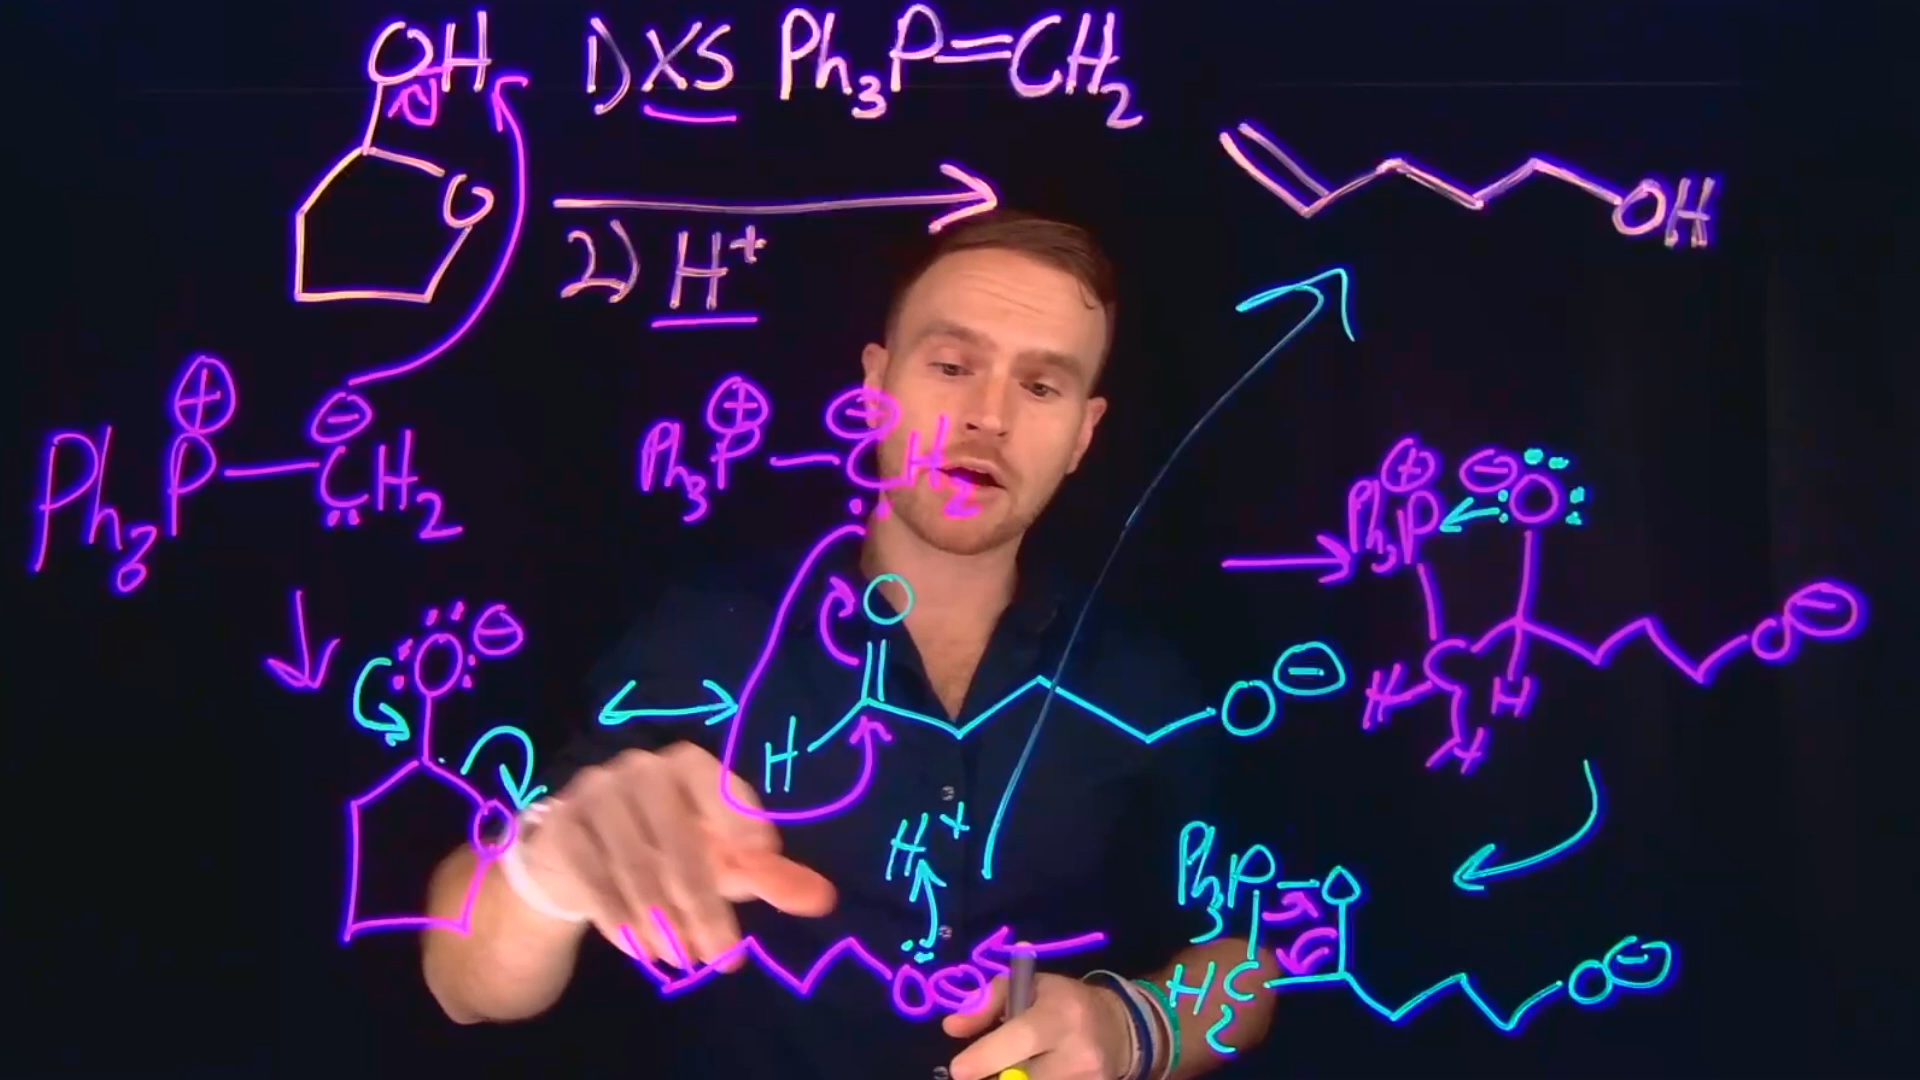 OH 1) XS Ph3P=CH2
O
2) H+
OH
⊕ ⊖
Ph3P—CH2
⊕ ⊖
Ph3P—CH2
⊕ ⊖
Ph3P O
O⊖
H H
H
O⊖
O
O
H
O⊖
H+
O⊖
Ph3P—O
H2C
O⊖